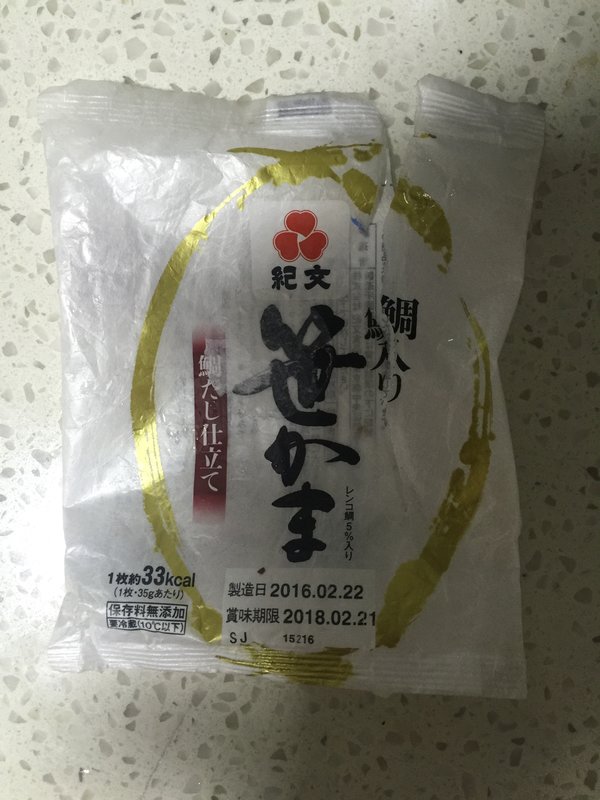 紀文
鯛入り
笹かま
鯛だし仕立て
レンコ鯛5%入り
1枚約33kcal
(1枚・35gあたり)
保存料無添加
要冷蔵(10℃以下)
製造日 2016.02.22
賞味期限 2018.02.21
SJ 15216